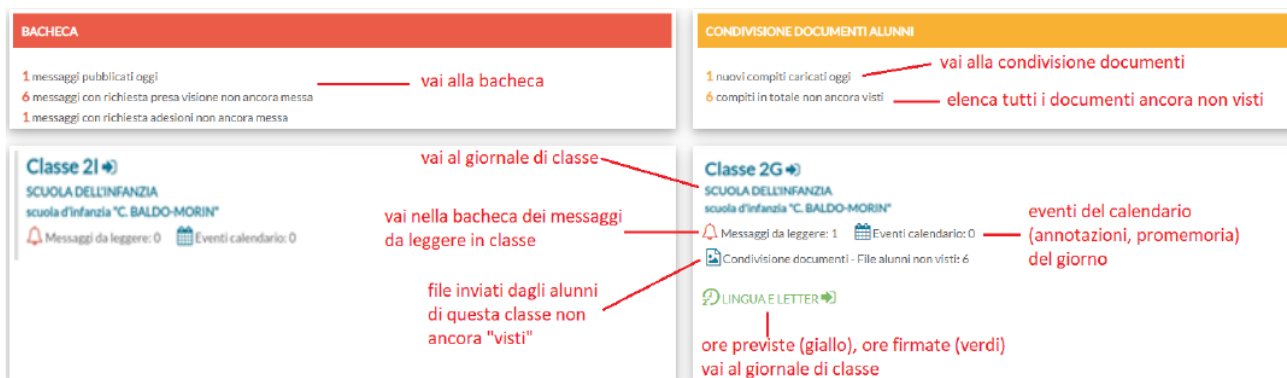 BACHECA
1 messaggi pubblicati oggi
6 messaggi con richiesta presa visione non ancora messa
1 messaggi con richiesta adesioni non ancora messa
vai alla bacheca
CONDIVISIONE DOCUMENTI ALUNNI
1 nuovi compiti caricati oggi
6 compiti in totale non ancora visti
vai alla condivisione documenti
elenca tutti i documenti ancora non visti
Classe 2I
SCUOLA DELL'INFANZIA
scuola d'infanzia "C. BALDO-MORIN"
Messaggi da leggere: 0 Eventi calendario: 0
vai al giornale di classe
vai nella bacheca dei messaggi
da leggere in classe
file inviati dagli alunni
di questa classe non
ancora "visti"
Classe 2G
SCUOLA DELL'INFANZIA
scuola d'infanzia "C. BALDO-MORIN"
Messaggi da leggere: 1 Eventi calendario: 0
Condivisione documenti - File alunni non visti: 6
2 LINGUA E LETTER
eventi del calendario
(annotazioni, promemoria)
del giorno
ore previste (giallo), ore firmate (verdi)
vai al giornale di classe